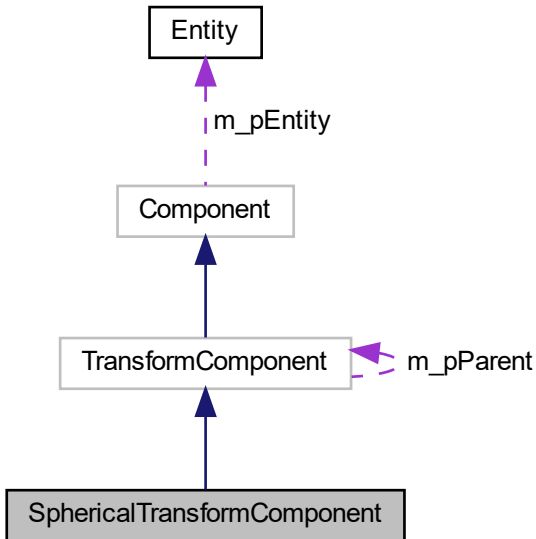 Entity
m_pEntity
Component
TransformComponent
m_pParent
SphericalTransformComponent